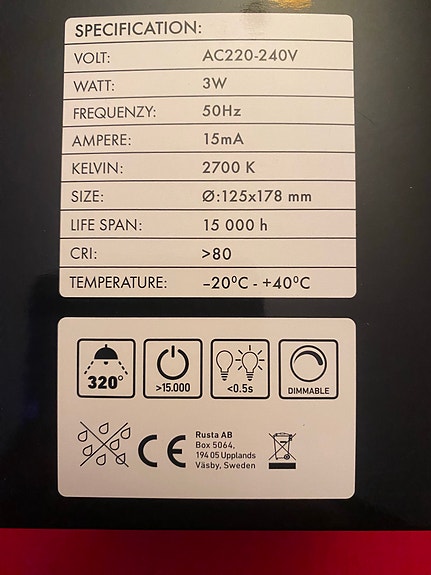 SPECIFICATION:
VOLT: AC220-240V
WATT: 3W
FREQUENZY: 50Hz
AMPERE: 15mA
KELVIN: 2700 K
SIZE: Ø:125x178 mm
LIFE SPAN: 15 000 h
CRI: >80
TEMPERATURE: –20°C - +40°C
320° >15.000 <0.5s DIMMABLE
CE
Rusta AB
Box 5064,
194 05 Upplands
Väsby, Sweden